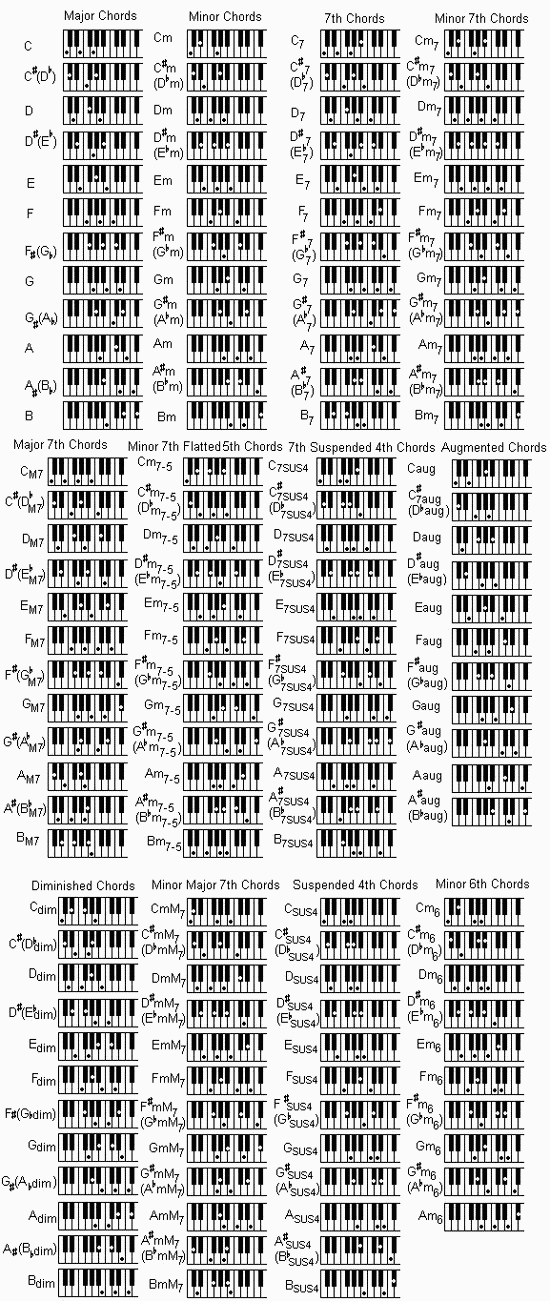 Major Chords Minor Chords 7th Chords Minor 7th Chords
C Cm C7 Cm7
C♯(D♭) C♯m (D♭m) C♯7 (D♭7) C♯m7 (D♭m7)
D Dm D7 Dm7
D♯(E♭) D♯m (E♭m) D♯7 (E♭7) D♯m7 (E♭m7)
E Em E7 Em7
F Fm F7 Fm7
F♯(G♭) F♯m (G♭m) F♯7 (G♭7) F♯m7 (G♭m7)
G Gm G7 Gm7
G♯(A♭) G♯m (A♭m) G♯7 (A♭7) G♯m7 (A♭m7)
A Am A7 Am7
A♯(B♭) A♯m (B♭m) A♯7 (B♭7) A♯m7 (B♭m7)
B Bm B7 Bm7
Major 7th Chords Minor 7th Flatted5th Chords 7th Suspended 4th Chords Augmented Chords
CM7 Cm7-5 C7SUS4 Caug
C♯(D♭M7) C♯m7-5 (D♭m7-5) C♯7SUS4 (D♭7SUS4) C♯7aug (D♭aug)
DM7 Dm7-5 D7SUS4 Daug
D♯(E♭M7) D♯m7-5 (E♭m7-5) D♯7SUS4 (E♭7SUS4) D♯aug (E♭aug)
EM7 Em7-5 E7SUS4 Eaug
FM7 Fm7-5 F7SUS4 Faug
F♯(G♭M7) F♯m7-5 (G♭m7-5) F♯7SUS4 (G♭7SUS4) F♯aug (G♭aug)
GM7 Gm7-5 G7SUS4 Gaug
G♯(A♭M7) G♯m7-5 (A♭m7-5) G♯7SUS4 (A♭7SUS4) G♯aug (A♭aug)
AM7 Am7-5 A7SUS4 Aaug
A♯(B♭M7) A♯m7-5 (B♭m7-5) A♯7SUS4 (B♭7SUS4) A♯aug (B♭aug)
BM7 Bm7-5 B7SUS4
Diminished Chords Minor Major 7th Chords Suspended 4th Chords Minor 6th Chords
Cdim CmM7 CSUS4 Cm6
C♯(D♭dim) C♯mM7 (D♭mM7) C♯SUS4 (D♭SUS4) C♯m6 (D♭m6)
Ddim DmM7 DSUS4 Dm6
D♯(E♭dim) D♯mM7 (E♭mM7) D♯SUS4 (E♭SUS4) D♯m6 (E♭m6)
Edim EmM7 ESUS4 Em6
Fdim FmM7 FSUS4 Fm6
F♯(G♭dim) F♯mM7 (G♭mM7) F♯SUS4 (G♭SUS4) F♯m6 (G♭m6)
Gdim GmM7 GSUS4 Gm6
G♯(A♭dim) G♯mM7 (A♭mM7) G♯SUS4 (A♭SUS4) G♯m6 (A♭m6)
Adim AmM7 ASUS4 Am6
A♯(B♭dim) A♯mM7 (B♭mM7) A♯SUS4 (B♭SUS4)
Bdim BmM7 BSUS4